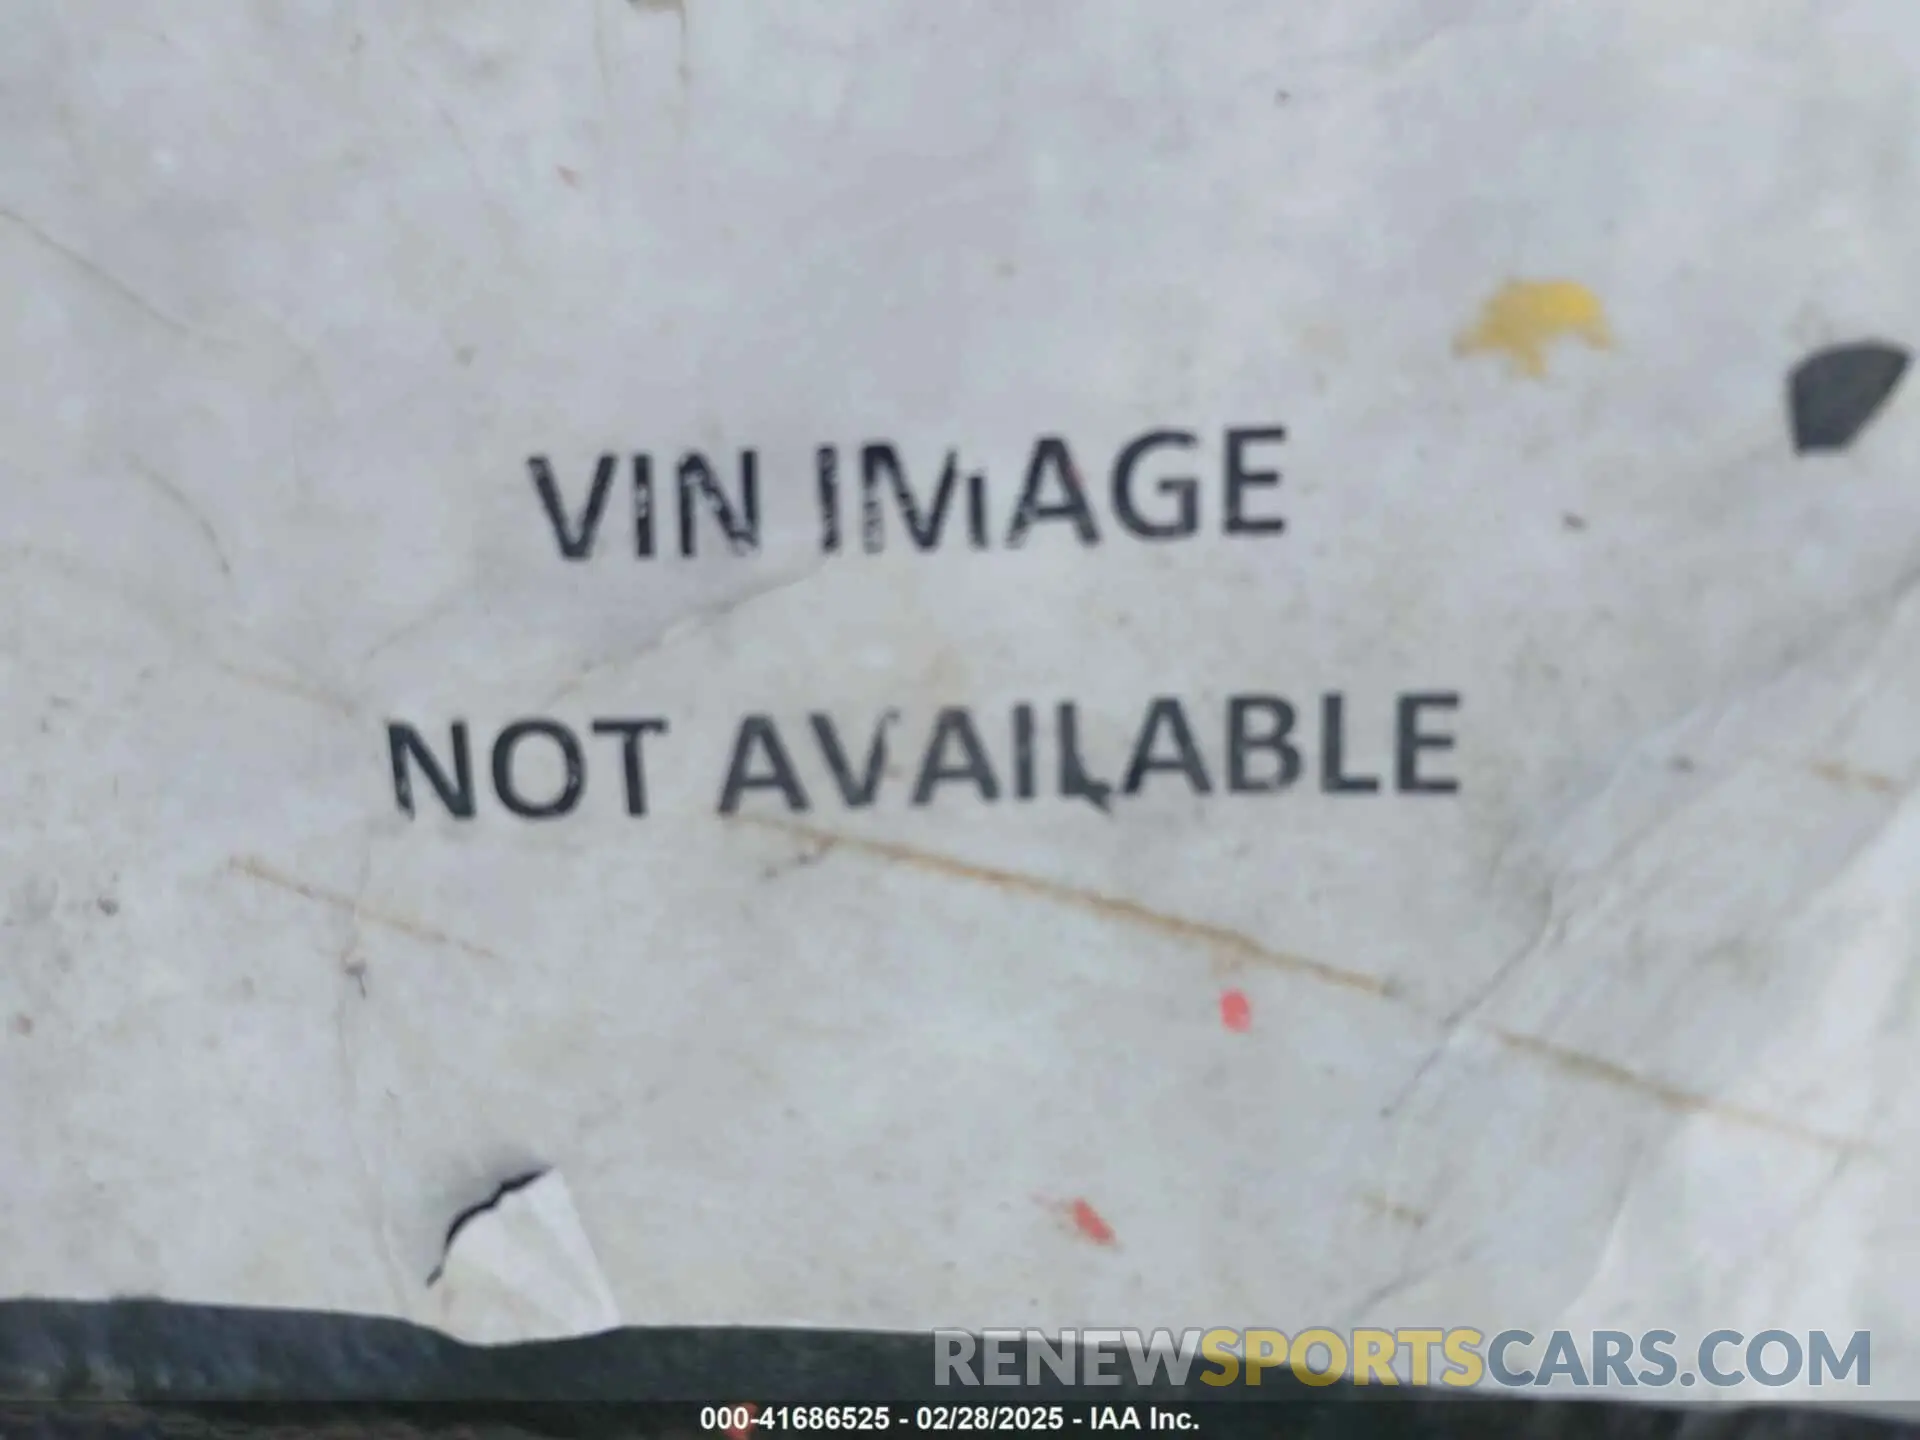 VIN IMAGE
NOT AVAILABLE
RENEWSPORTSCARS.COM
000-41686525 - 02/28/2025 - IAA Inc.